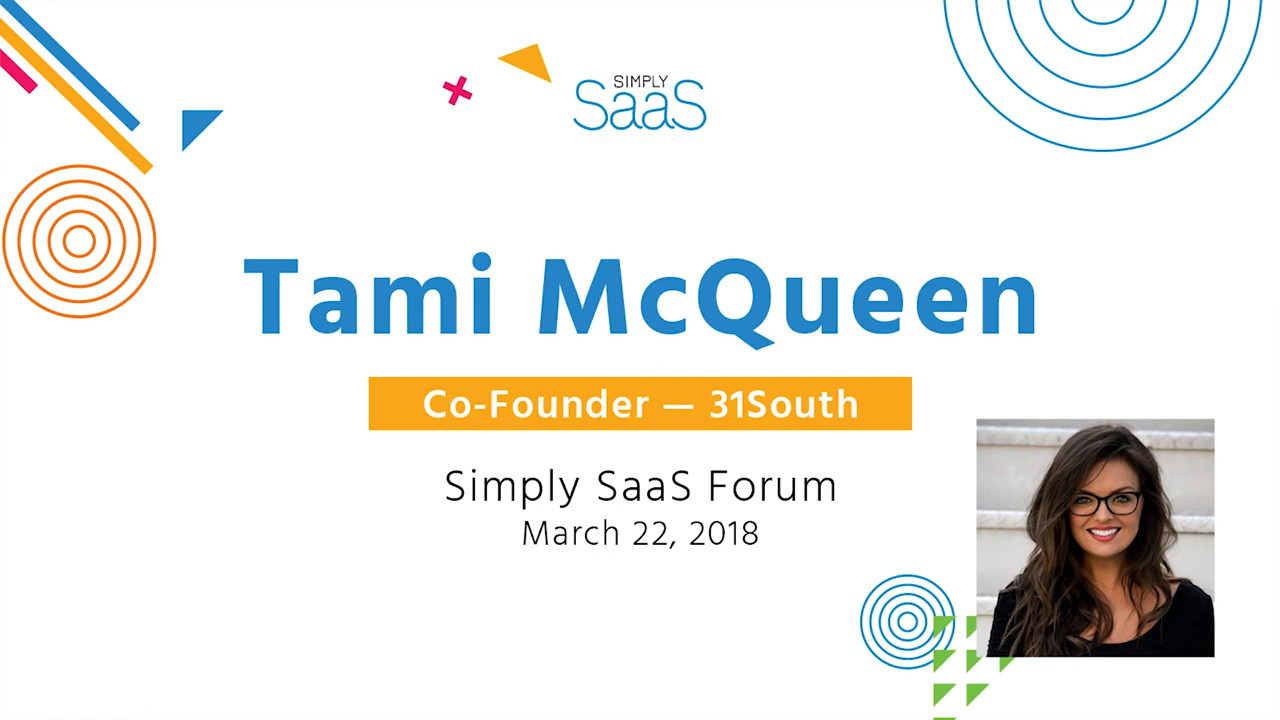 SIMPLY
SaaS
Tami McQueen
Co-Founder — 31South
Simply SaaS Forum
March 22, 2018